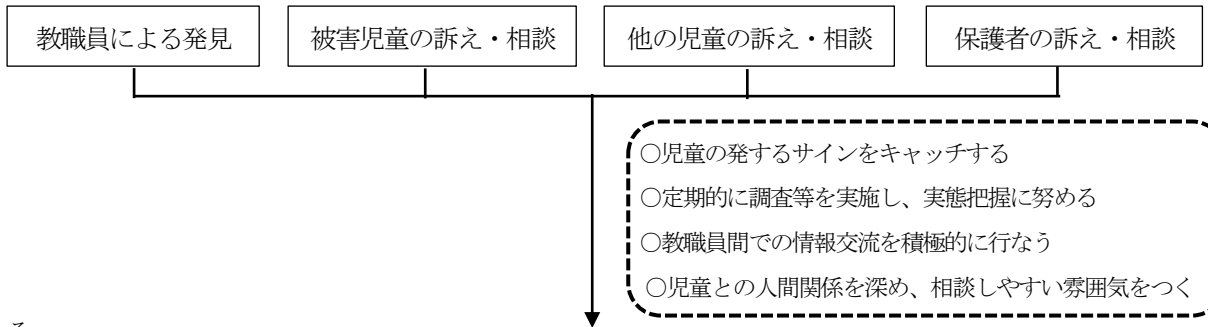 教職員による発見
被害児童の訴え・相談
他の児童の訴え・相談
保護者の訴え・相談
○児童の発するサインをキャッチする
○定期的に調査等を実施し、実態把握に努める
○教職員間での情報交流を積極的に行なう
○児童との人間関係を深め、相談しやすい雰囲気をつく
る